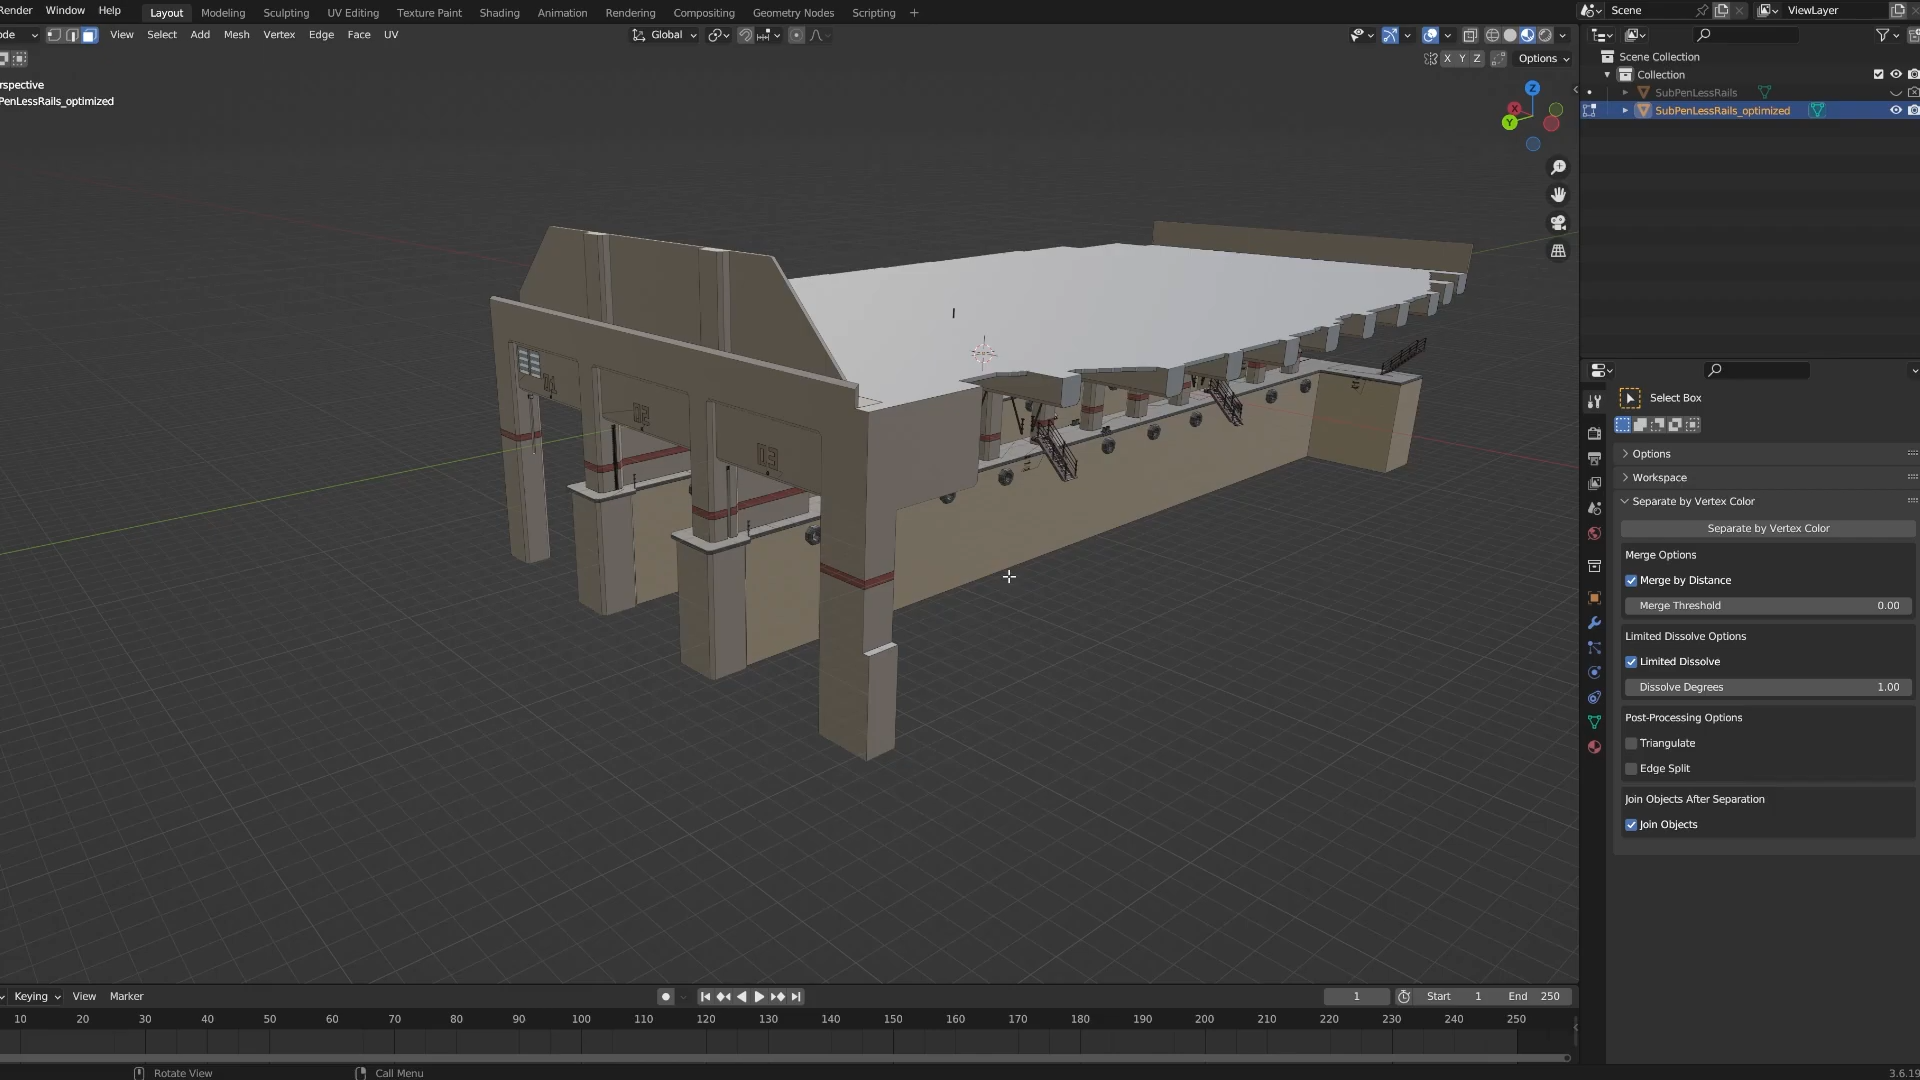 Render Window Help Layout Modeling Sculpting UV Editing Texture Paint Shading Animation Rendering Compositing Geometry Nodes Scripting + Scene ViewLayer
ode View Select Add Mesh Vertex Edge Face UV Global
X Y Z Options
rspective
PenLessRails_optimized
Z
X
Y
Scene Collection
Collection
SubPenLessRails
SubPenLessRails_optimized
13
Select Box
Options
Workspace
Separate by Vertex Color
Separate by Vertex Color
Merge Options
Merge by Distance
Merge Threshold 0.00
Limited Dissolve Options
Limited Dissolve
Dissolve Degrees 1.00
Post-Processing Options
Triangulate
Edge Split
Join Objects After Separation
Join Objects
Keying View Marker 1 Start 1 End 250
10 20 30 40 50 60 70 80 90 100 110 120 130 140 150 160 170 180 190 200 210 220 230 240 250
Rotate View Call Menu 3.6.19